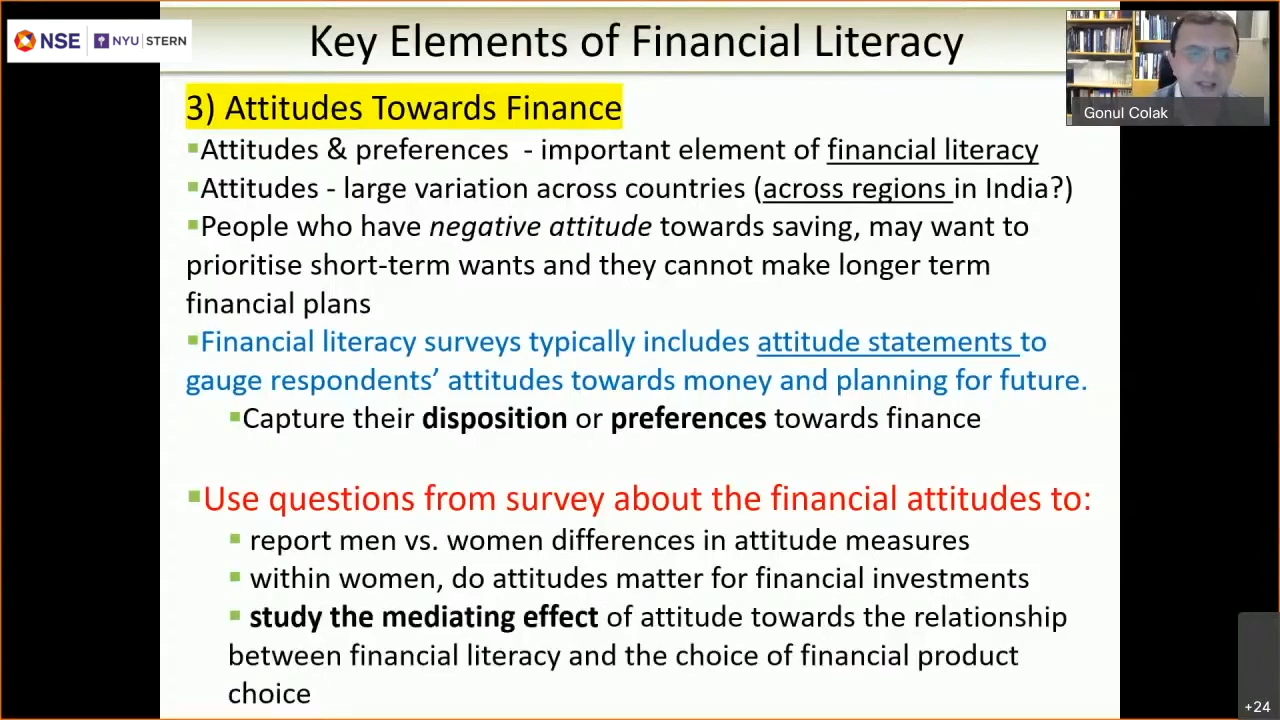 NSE NYU STERN
Key Elements of Financial Literacy
Gonul Colak
3) Attitudes Towards Finance
▪Attitudes & preferences - important element of financial literacy
▪Attitudes - large variation across countries (across regions in India?)
▪People who have negative attitude towards saving, may want to
prioritise short-term wants and they cannot make longer term
financial plans
▪Financial literacy surveys typically includes attitude statements to
gauge respondents’ attitudes towards money and planning for future.
▪Capture their disposition or preferences towards finance
▪Use questions from survey about the financial attitudes to:
▪ report men vs. women differences in attitude measures
▪ within women, do attitudes matter for financial investments
▪ study the mediating effect of attitude towards the relationship
between financial literacy and the choice of financial product
choice
+24